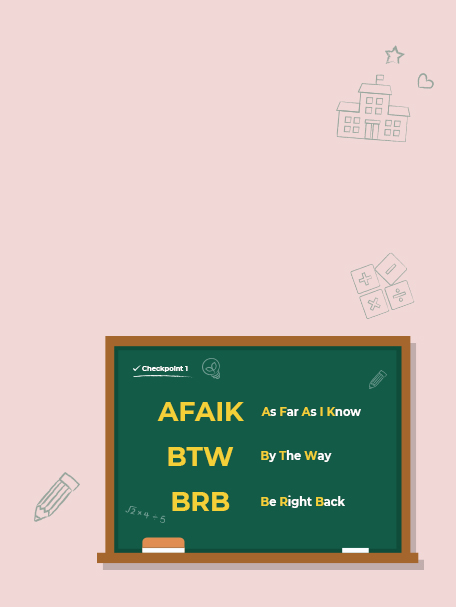 Checkpoint 1
AFAIK As Far As I Know
BTW By The Way
BRB Be Right Back